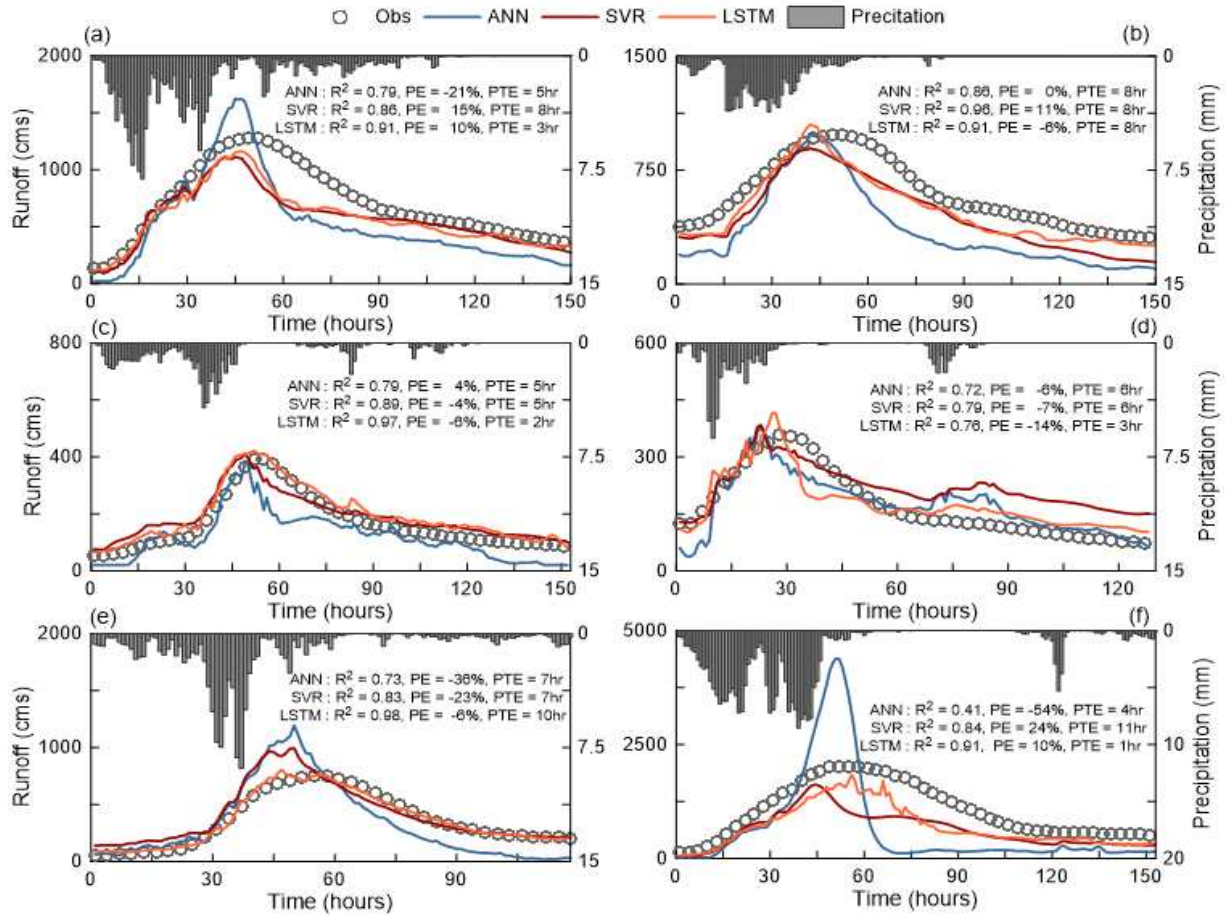 Obs ANN SVR LSTM Precitation
(a) (b)
2000 0 1500 0
ANN : R² = 0.79, PE = -21%, PTE = 5hr
SVR : R² = 0.86, PE = 15%, PTE = 8hr
LSTM : R² = 0.91, PE = 10%, PTE = 3hr
ANN : R² = 0.86, PE = 0%, PTE = 8hr
SVR : R² = 0.96, PE = 11%, PTE = 8hr
LSTM : R² = 0.91, PE = -6%, PTE = 8hr
Runoff (cms)
Precipitation (mm)
1000 7.5 750 7.5
0 15 0 15
0 30 60 90 120 150 0 30 60 90 120 150
Time (hours) Time (hours)
(c) (d)
800 0 600 0
ANN : R² = 0.79, PE = 4%, PTE = 5hr
SVR : R² = 0.89, PE = -4%, PTE = 5hr
LSTM : R² = 0.97, PE = -6%, PTE = 2hr
ANN : R² = 0.72, PE = -6%, PTE = 6hr
SVR : R² = 0.79, PE = -7%, PTE = 6hr
LSTM : R² = 0.76, PE = -14%, PTE = 3hr
Runoff (cms)
Precipitation (mm)
400 7.5 300 7.5
0 15 0 15
0 30 60 90 120 150 0 30 60 90 120
Time (hours) Time (hours)
(e) (f)
2000 0 5000 0
ANN : R² = 0.73, PE = -36%, PTE = 7hr
SVR : R² = 0.83, PE = -23%, PTE = 7hr
LSTM : R² = 0.98, PE = -6%, PTE = 10hr
ANN : R² = 0.41, PE = -54%, PTE = 4hr
SVR : R² = 0.84, PE = 24%, PTE = 11hr
LSTM : R² = 0.91, PE = 10%, PTE = 1hr
Runoff (cms)
Precipitation (mm)
1000 7.5 2500 10
0 15 0 20
0 30 60 90 0 30 60 90 120 150
Time (hours) Time (hours)